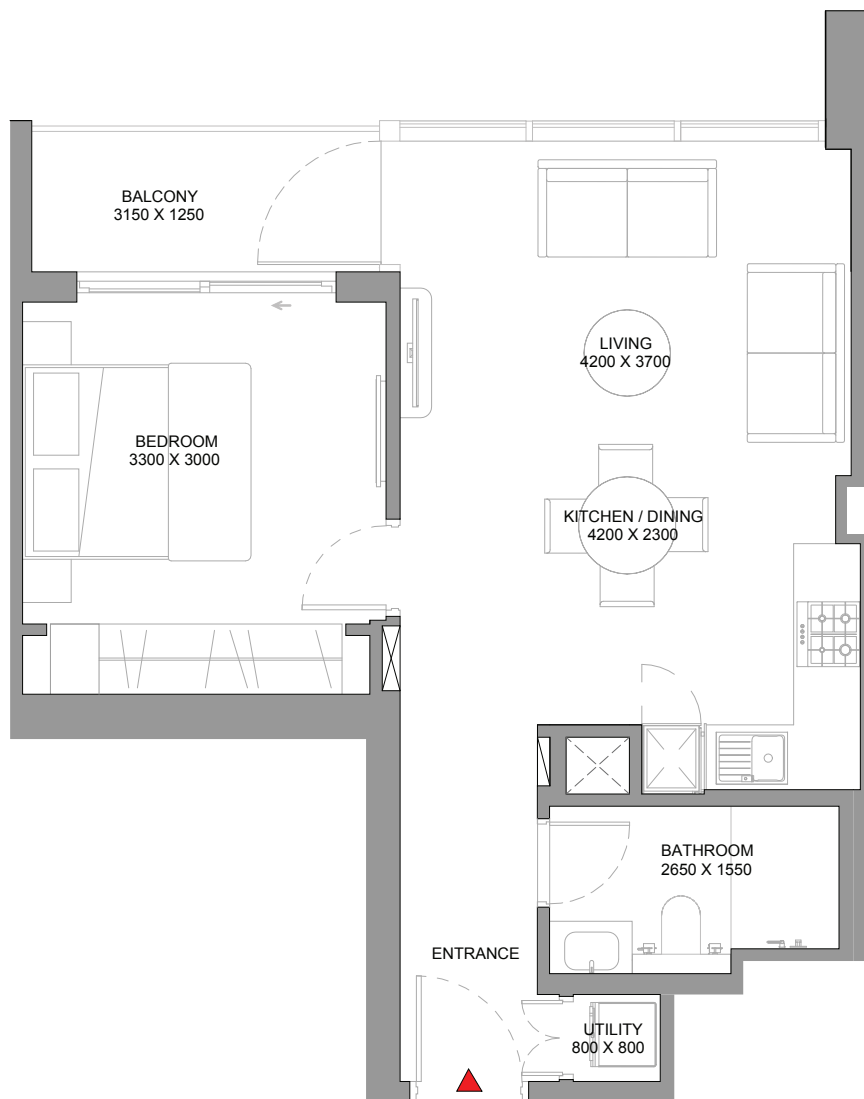 BALCONY
3150 X 1250
LIVING
4200 X 3700
BEDROOM
3300 X 3000
KITCHEN / DINING
4200 X 2300
BATHROOM
2650 X 1550
ENTRANCE
UTILITY
800 X 800